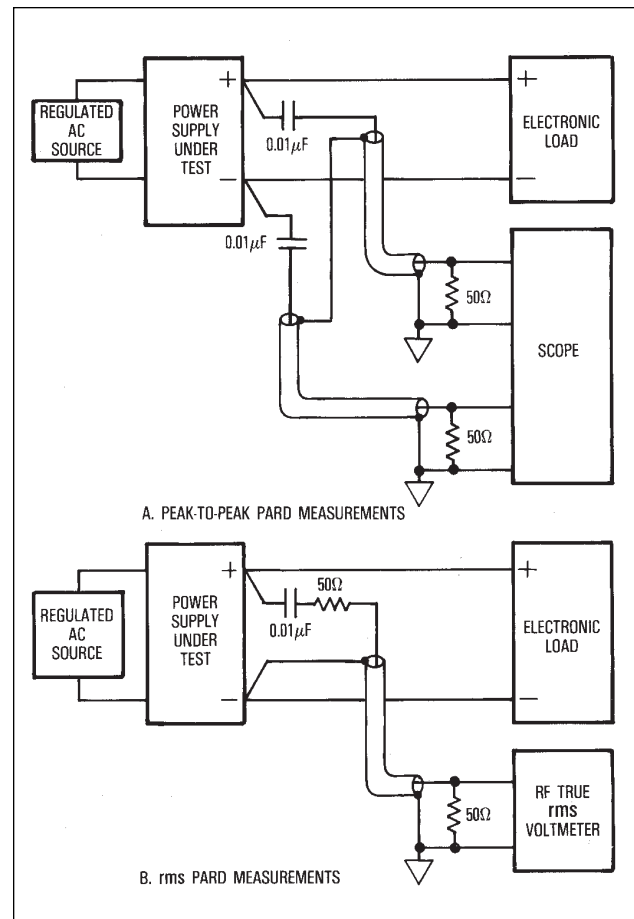 REGULATED
AC
SOURCE
+
POWER
SUPPLY
UNDER
TEST
−
0.01μF
0.01μF
+
ELECTRONIC
LOAD
−
50Ω
SCOPE
50Ω
A. PEAK-TO-PEAK PARD MEASUREMENTS
REGULATED
AC
SOURCE
+
POWER
SUPPLY
UNDER
TEST
−
50Ω
0.01μF
+
ELECTRONIC
LOAD
−
50Ω
RF TRUE
rms
VOLTMETER
B. rms PARD MEASUREMENTS